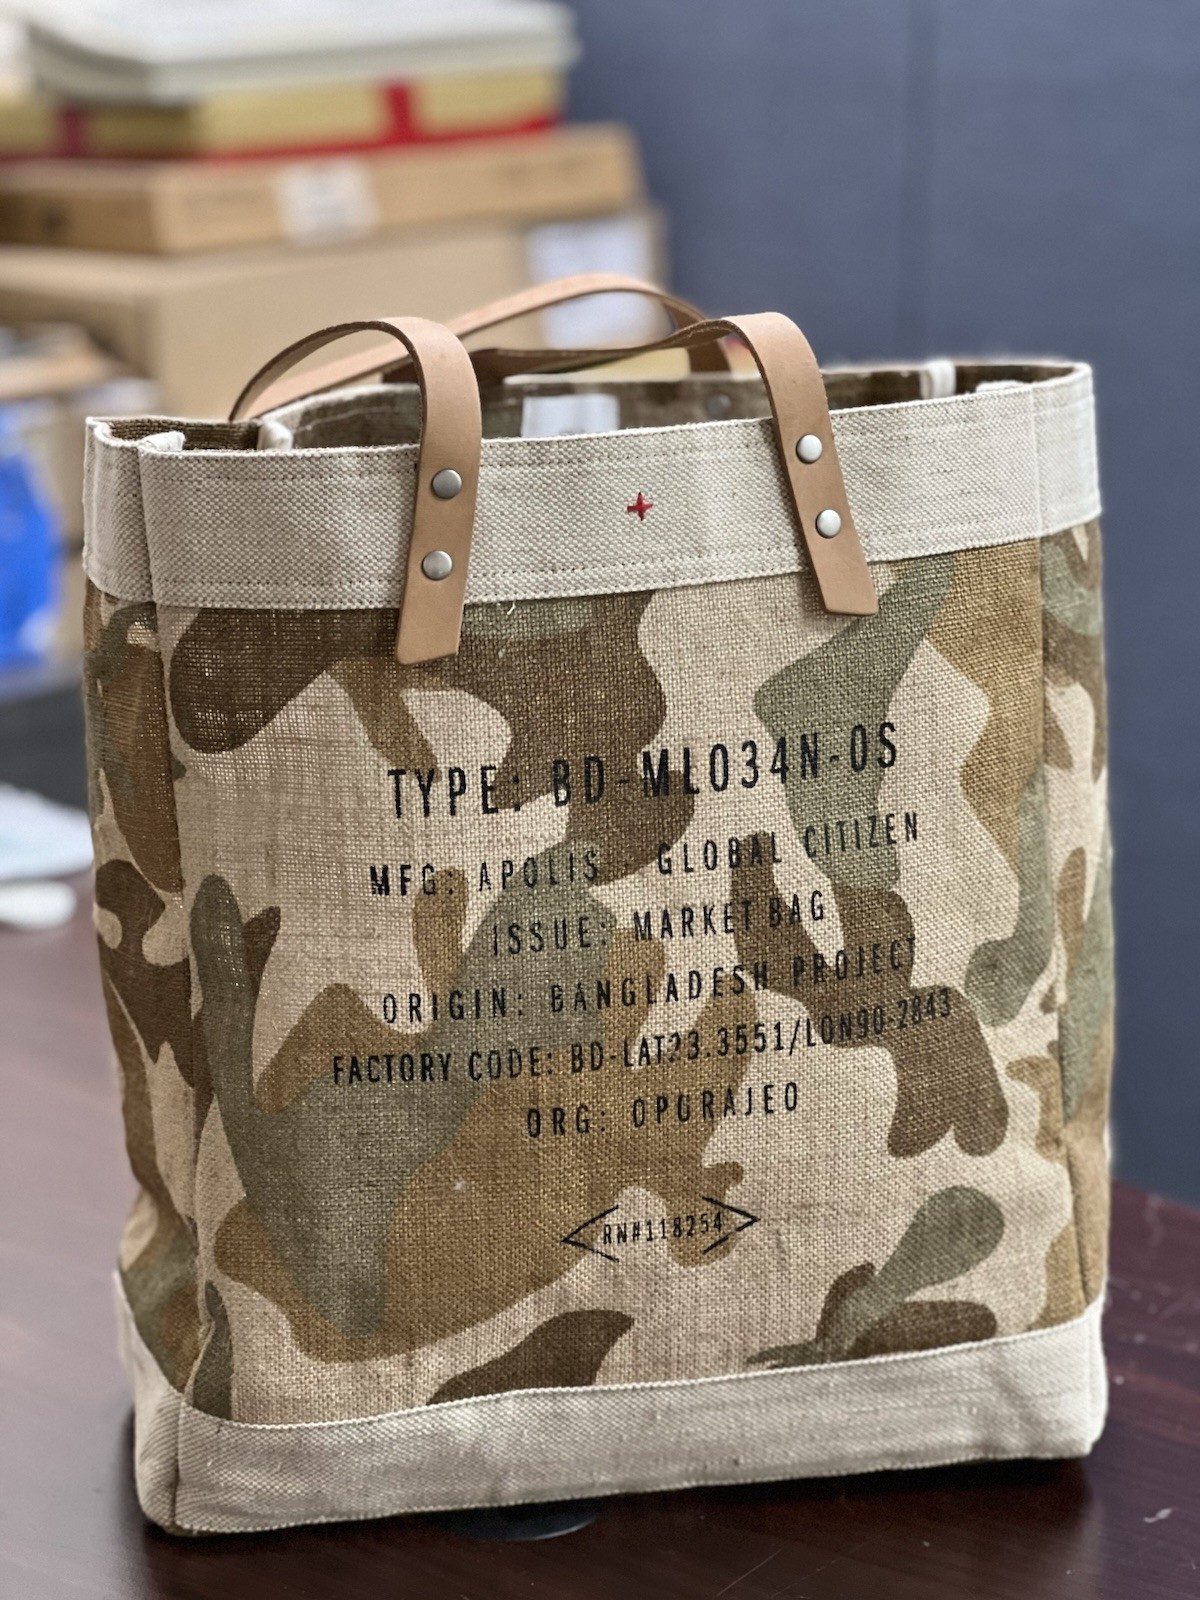 TYPE: BD-ML034N-OS
MFG: APOLIS - GLOBAL CITIZEN
ISSUE: MARKET BAG
ORIGIN: BANGLADESH PROJECT
FACTORY CODE: BD-LAT23.3551/LON90-2843
ORG: OPORAJEO
RN#118254